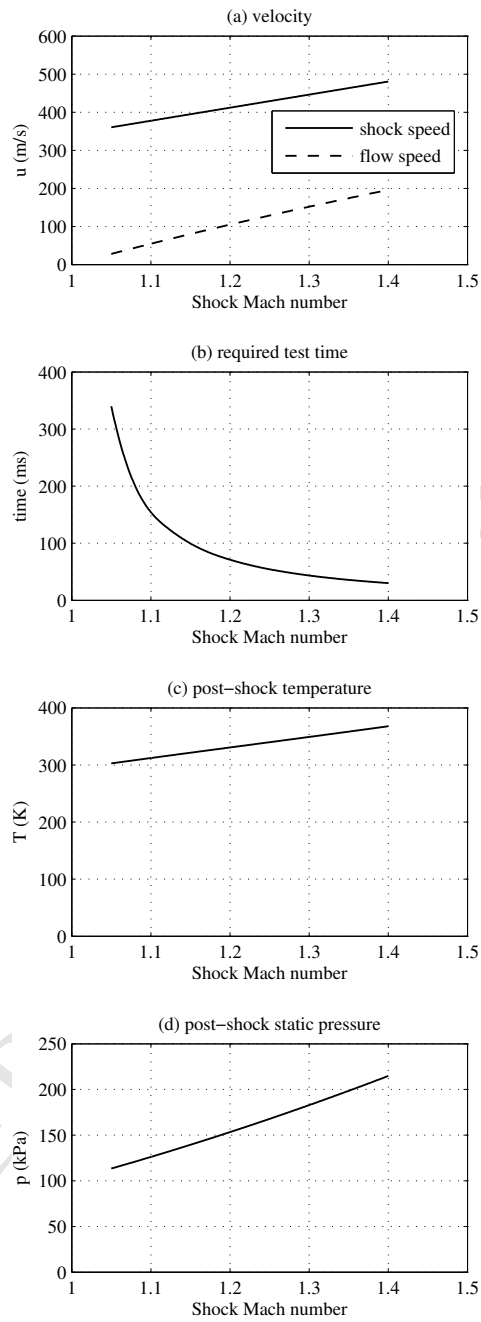 (a) velocity
600
500
400
300
200
100
0
u (m/s)
shock speed
flow speed
1 1.1 1.2 1.3 1.4 1.5
Shock Mach number
(b) required test time
400
300
200
100
0
time (ms)
1 1.1 1.2 1.3 1.4 1.5
Shock Mach number
(c) post−shock temperature
400
300
200
100
0
T (K)
1 1.1 1.2 1.3 1.4 1.5
Shock Mach number
(d) post−shock static pressure
250
200
150
100
50
0
p (kPa)
1 1.1 1.2 1.3 1.4 1.5
Shock Mach number